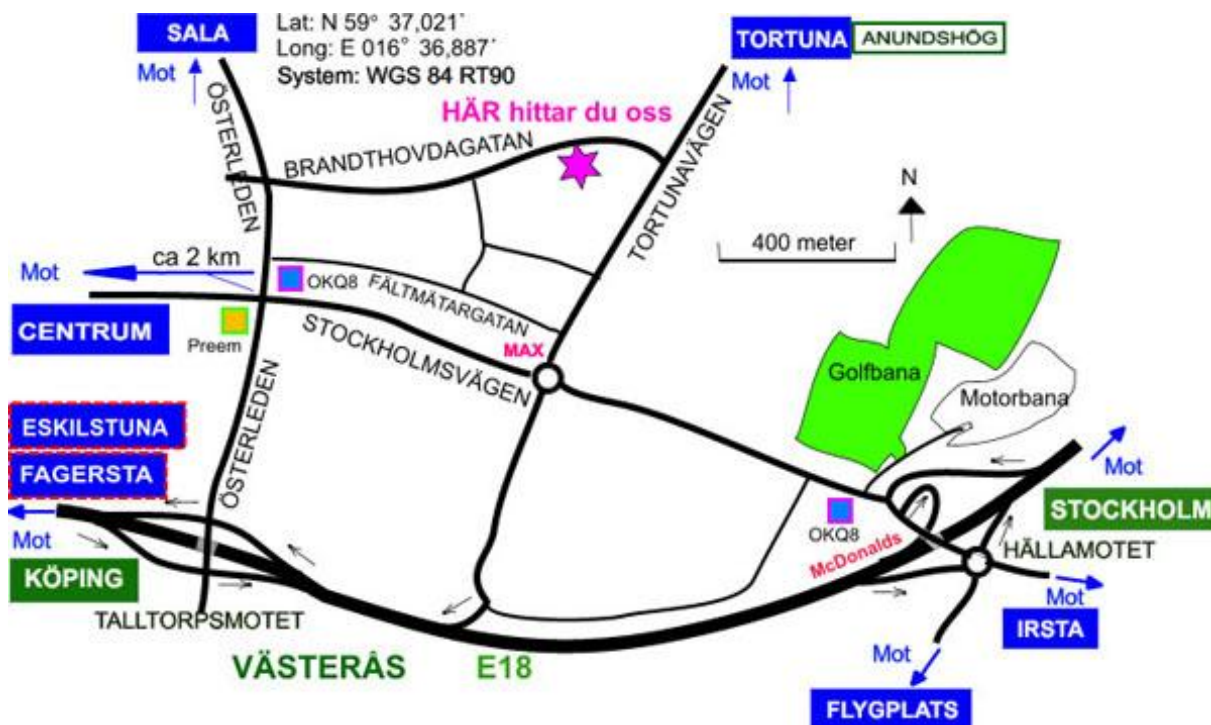 SALA
Mot
Lat: N 59° 37,021'
Long: E 016° 36,887'
System: WGS 84 RT90
TORTUNA
ANUNDSHÖG
Mot
HÄR hittar du oss
ÖSTERLEDEN
BRANDTHOVDAGATAN
TORTUNAVÄGEN
N
400 meter
ca 2 km
Mot
OKQ8
FÄLTMÄTARGATAN
CENTRUM
Preem
STOCKHOLMSVÄGEN
MAX
Golfbana
Motorbana
ESKILSTUNA
FAGERSTA
ÖSTERLEDEN
Mot
Mot
KÖPING
STOCKHOLM
OKQ8
McDonalds
HÄLLAMOTET
TALLTORPSMOTET
Mot
IRSTA
VÄSTERÅS
E18
Mot
FLYGPLATS